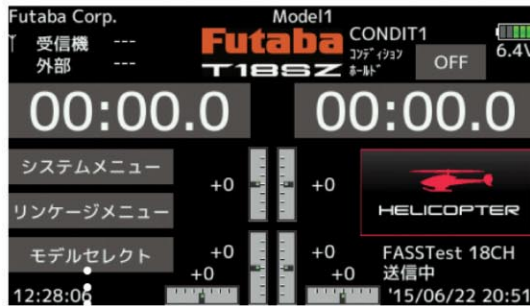 Futaba Corp.
Model1
受信機 ---
外部 ---
Futaba
T18SZ
CONDIT1
コンディション
ホールド
OFF
6.4V
00:00.0
00:00.0
システムメニュー
リンケージメニュー
モデルセレクト
+0
+0
+0
+0
+0
+0
HELICOPTER
FASSTest 18CH
送信中
12:28:06
'15/06/22 20:52